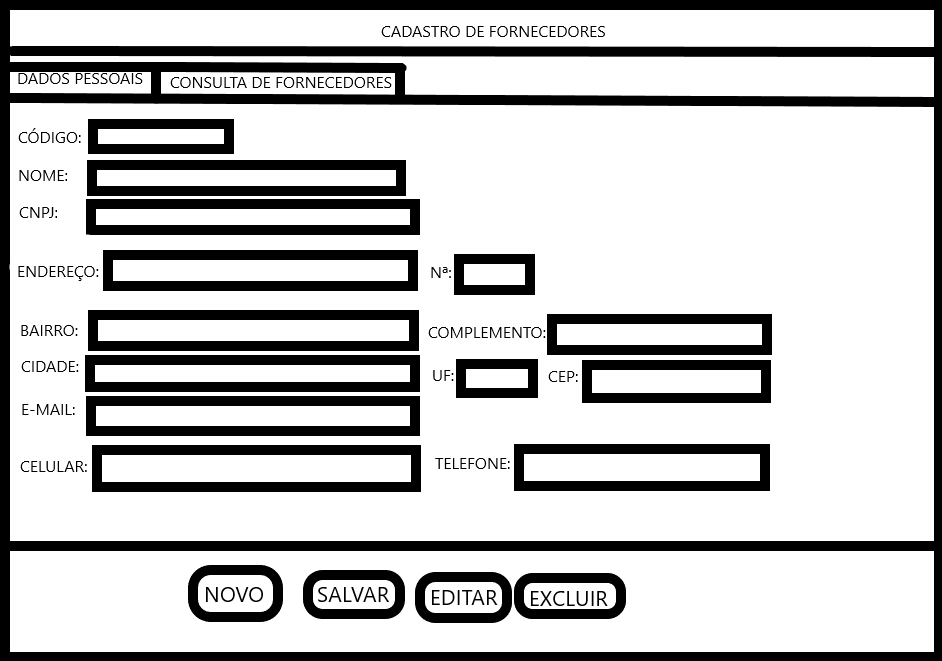 CADASTRO DE FORNECEDORES
DADOS PESSOAIS CONSULTA DE FORNECEDORES
CÓDIGO:
NOME:
CNPJ:
ENDEREÇO: Nª:
BAIRRO: COMPLEMENTO:
CIDADE: UF: CEP:
E-MAIL:
CELULAR: TELEFONE:
NOVO SALVAR EDITAR EXCLUIR